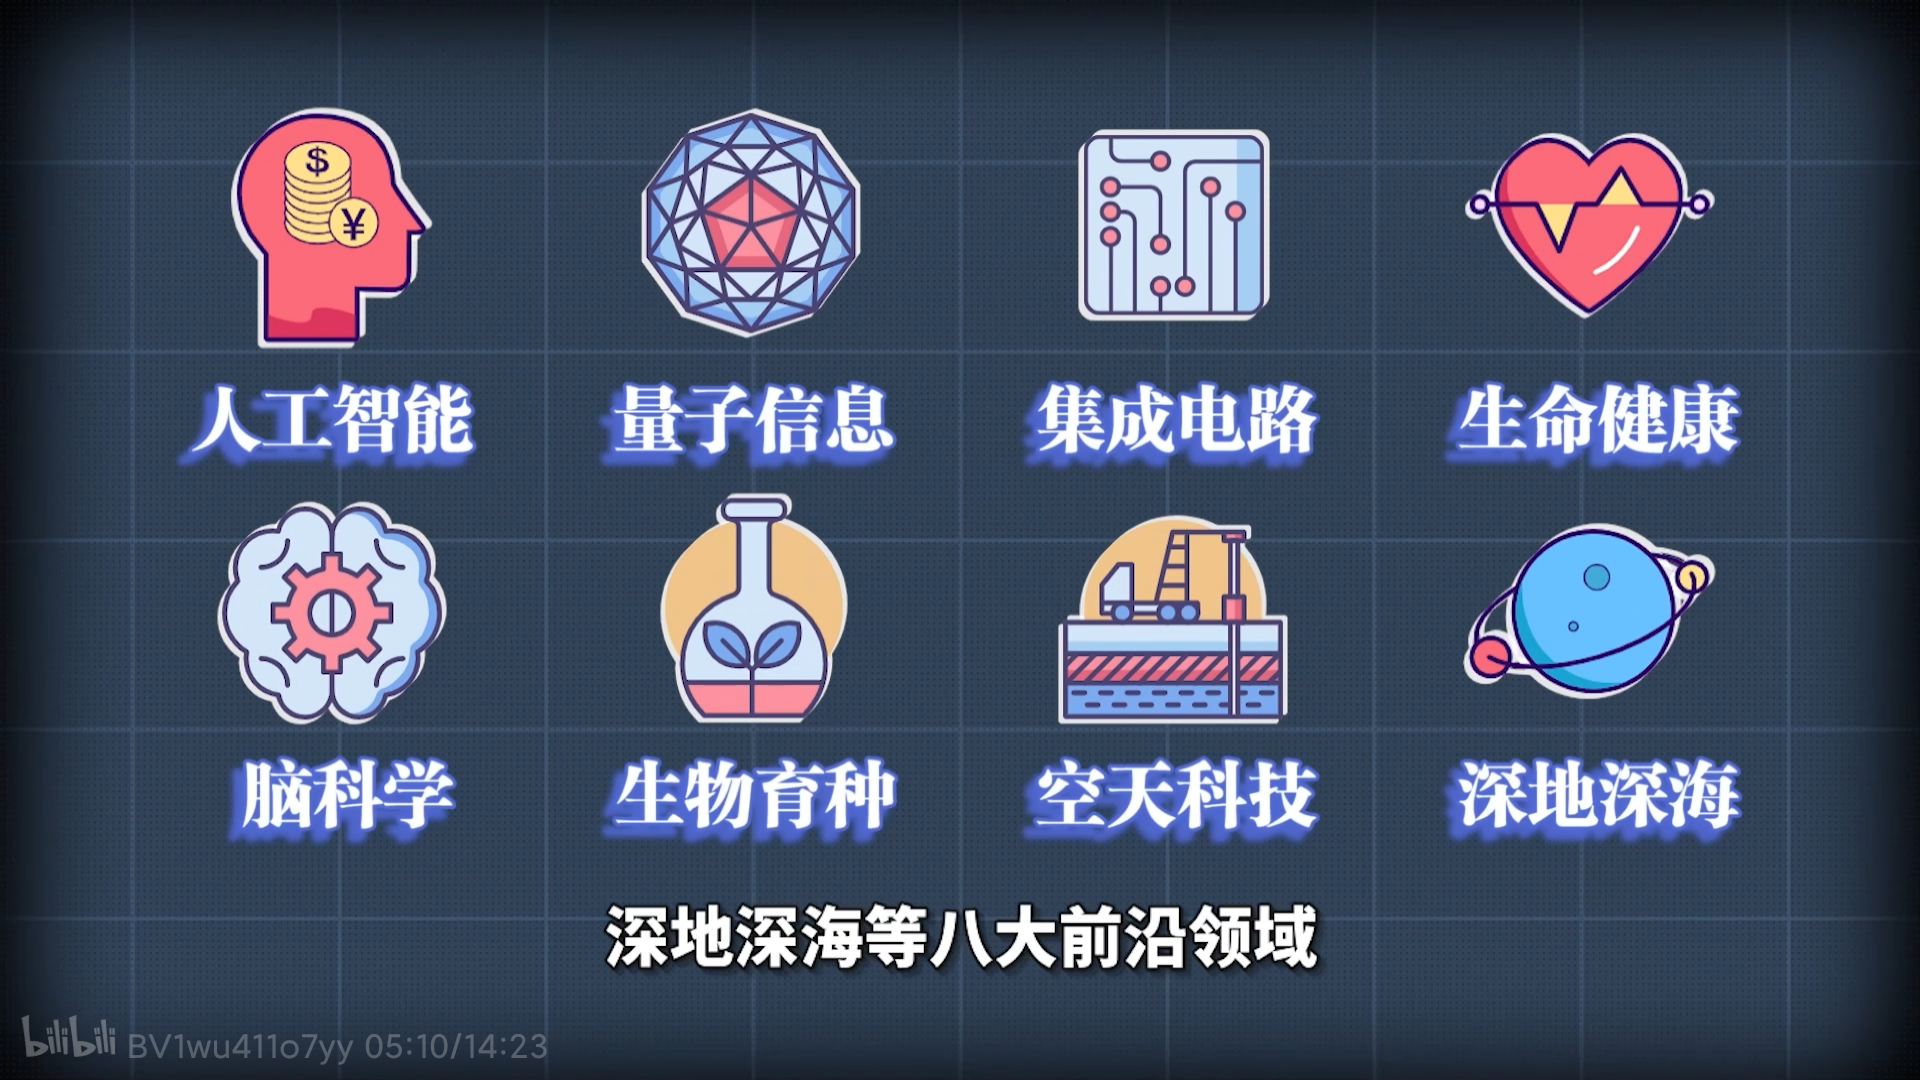 $
¥
人工智能 量子信息 集成电路 生命健康
脑科学 生物育种 空天科技 深地深海
深地深海等八大前沿领域
bilibili BV1wu411o7yy 05:10/14:23